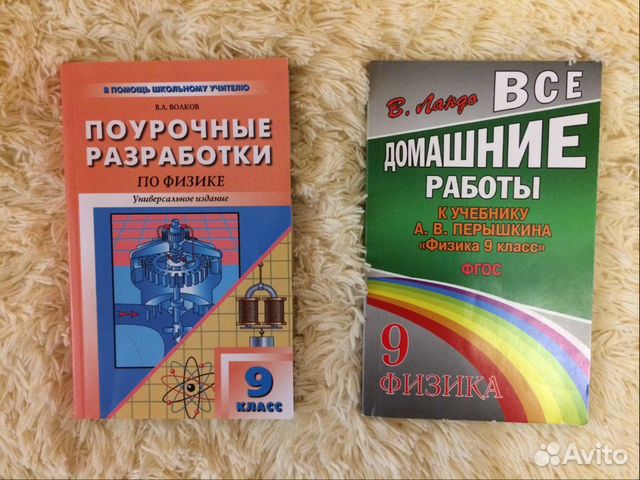 В ПОМОЩЬ ШКОЛЬНОМУ УЧИТЕЛЮ
В.А. ВОЛКОВ
ПОУРОЧНЫЕ
РАЗРАБОТКИ
ПО ФИЗИКЕ
Универсальное издание
9
КЛАСС
В. Ландо
ВСЕ
ДОМАШНИЕ
РАБОТЫ
К УЧЕБНИКУ
А. В. ПЕРЫШКИНА
«Физика 9 класс»
ФГОС
9
ФИЗИКА
Avito